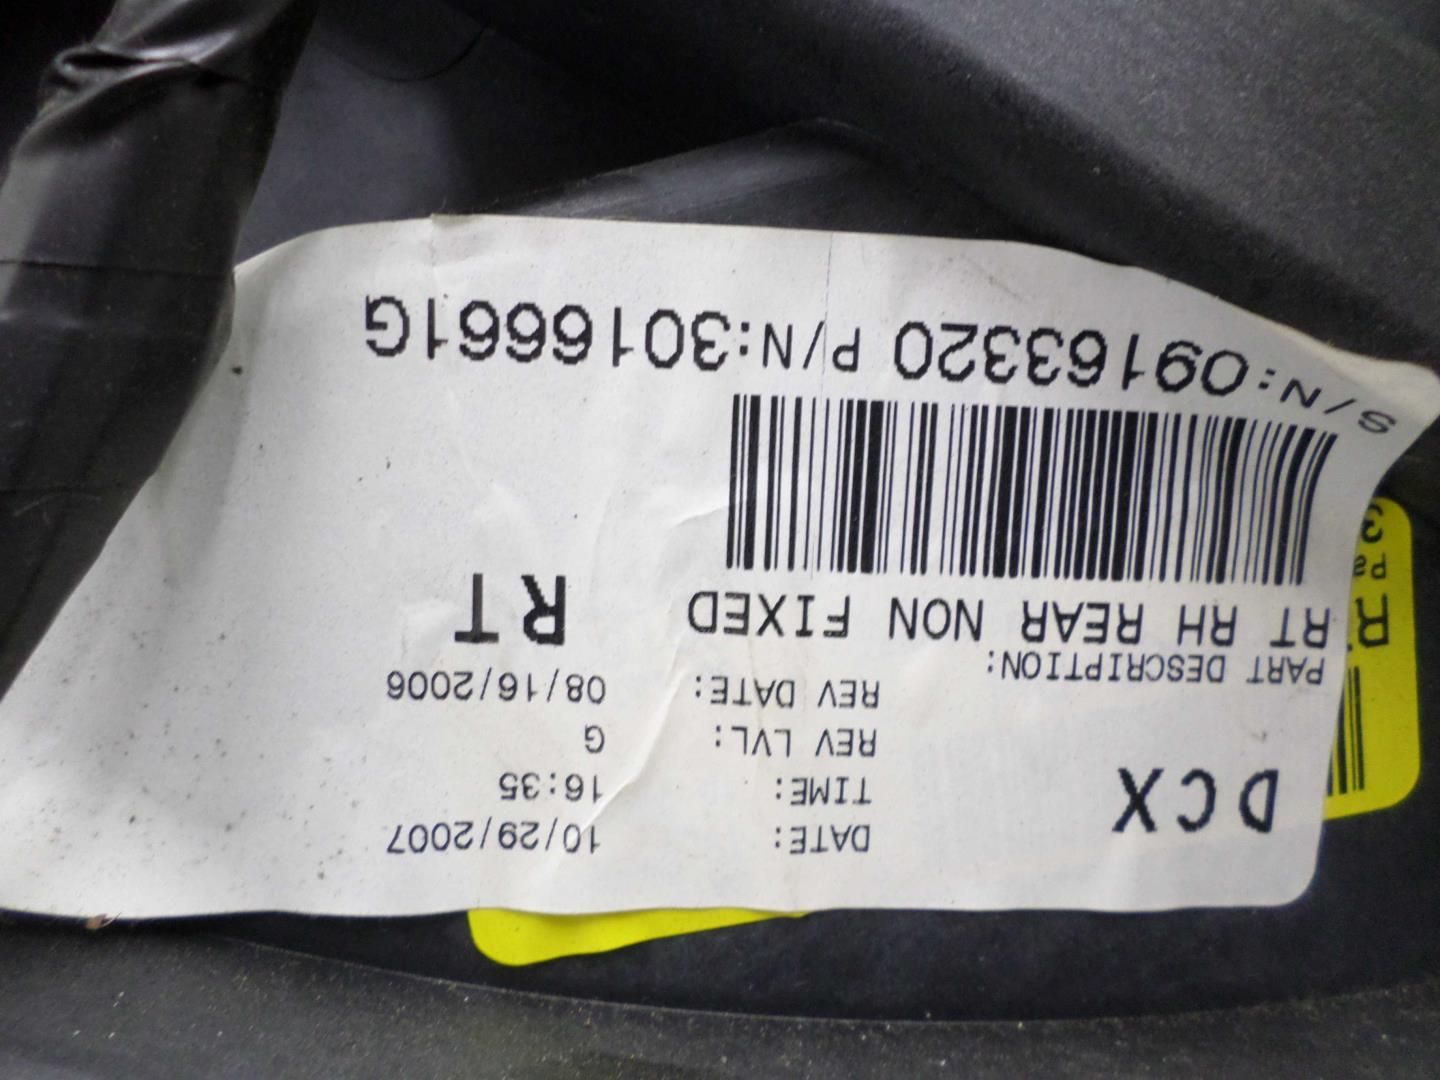 DATE: 10/29/2007
DCX TIME: 16:35
REV LVL: G
PART DESCRIPTION: REV DATE: 08/16/2006
RT RH REAR NON FIXED RT
S/N:09163320 P/N:3016661G